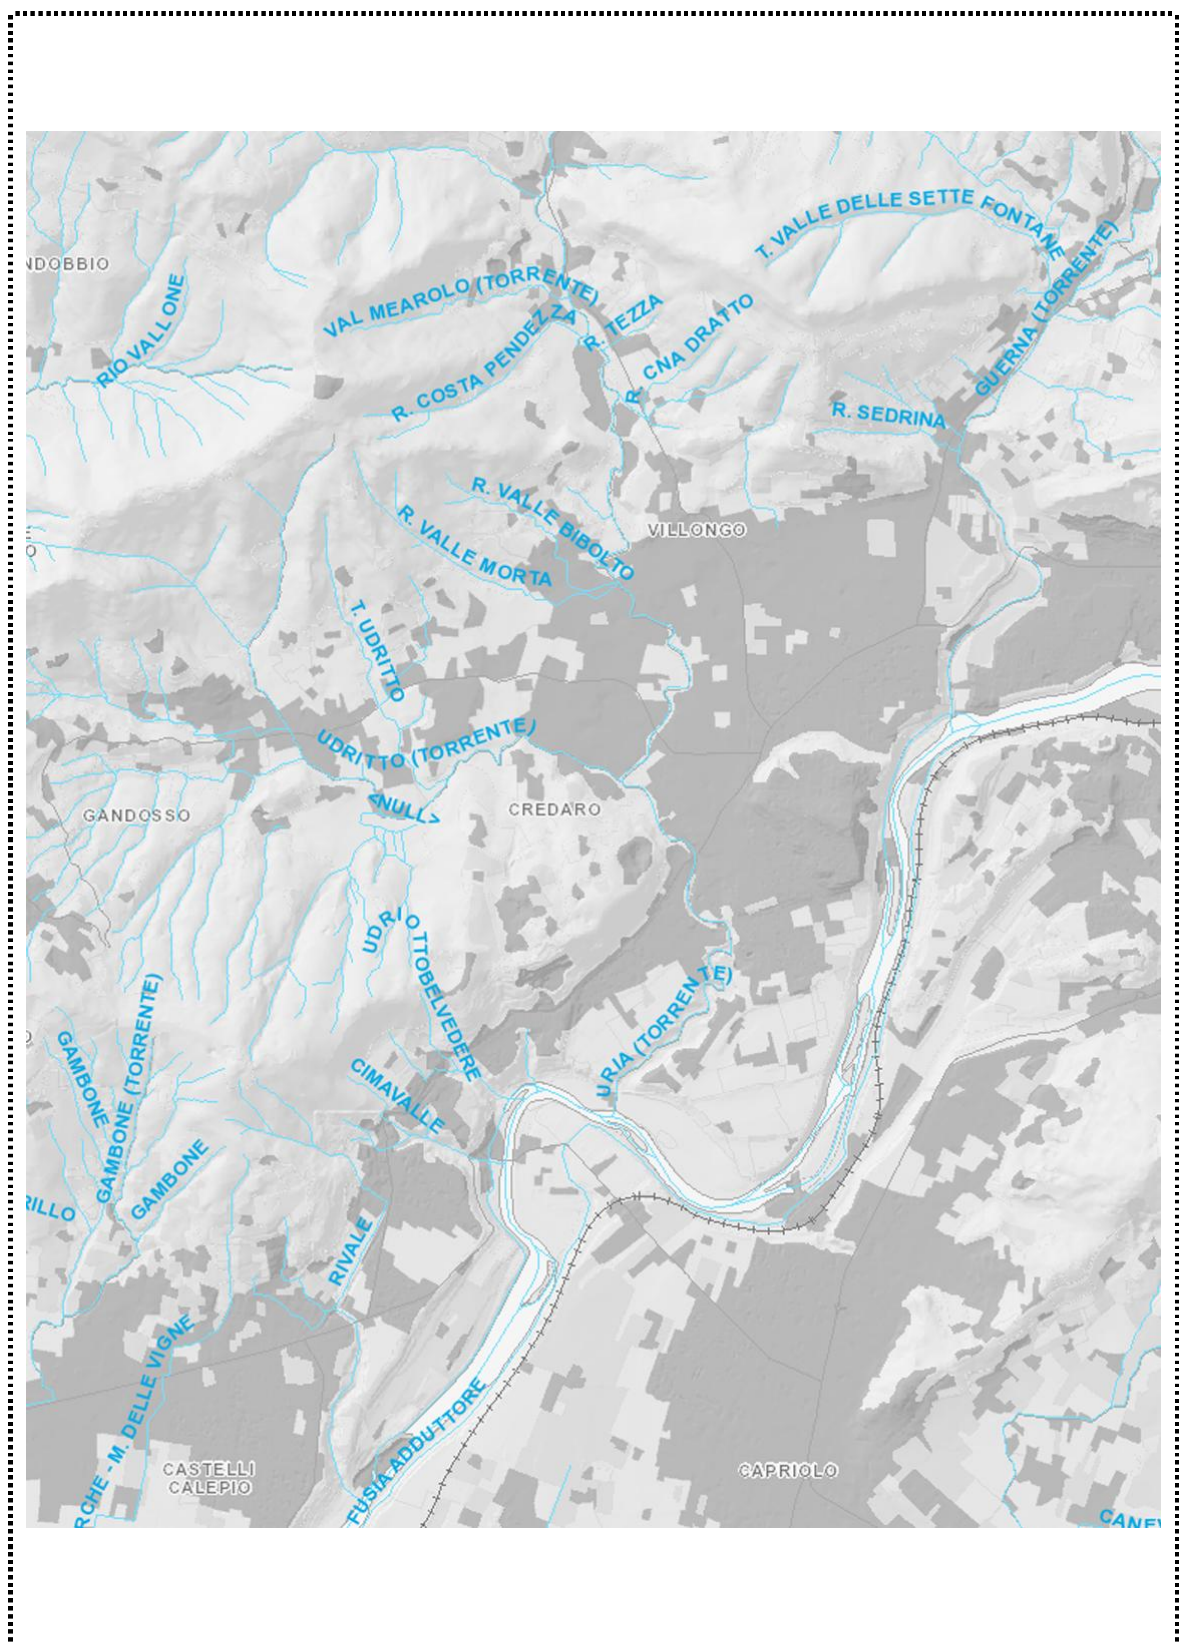 T. VALLE DELLE SETTE FONTANE
GUERNA (TORRENTE)
NDOBBIO
RIO VALLONE
VAL MEAROLO (TORRENTE)
R. TEZZA
R. CNA DRATTO
R. COSTA PENDEZZA
R. SEDRINA
R. VALLE BIBOLTO
R. VALLE MORTA
VILLONGO
T. UDRITTO
UDRITTO (TORRENTE)
<NULL>
GANDOSSO
CREDARO
UDRIOTTOBELVEDERE
URIA (TORRENTE)
GAMBONE
GAMBONE (TORRENTE)
GAMBONE
CIMAVALLE
RILLO
RIVALE
RCHE - M. DELLE VIGNE
FUSIA ADDUTTORE
CASTELLI
CALEPIO
CAPRIOLO
CANEV